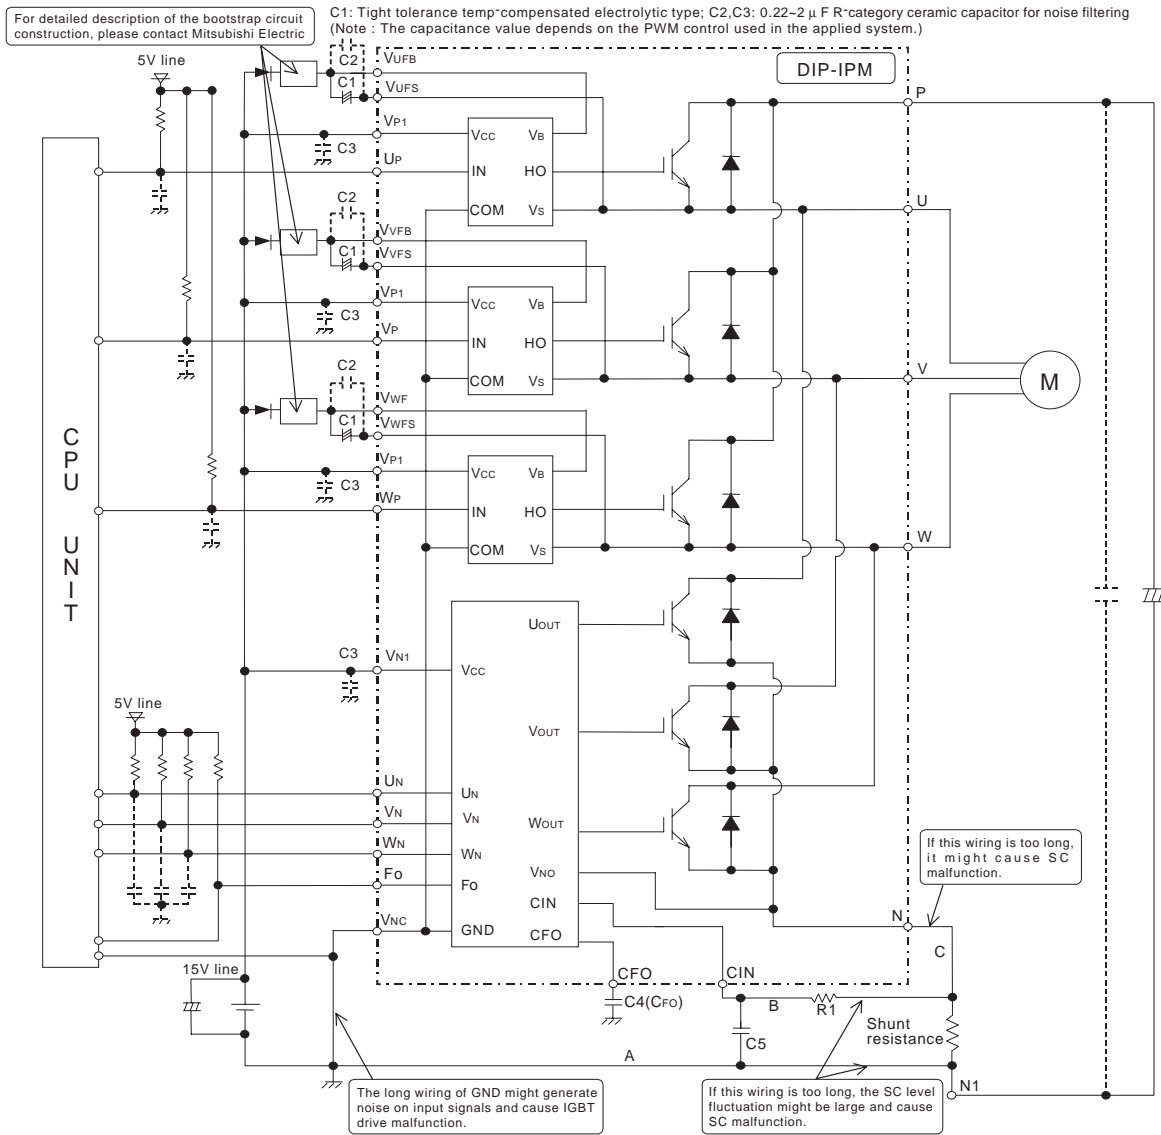 For detailed description of the bootstrap circuit
construction, please contact Mitsubishi Electric
C1: Tight tolerance temp-compensated electrolytic type; C2,C3: 0.22~2 μ F R-category ceramic capacitor for noise filtering
(Note : The capacitance value depends on the PWM control used in the applied system.)
DIP-IPM
5V line
C2
VUFB
C1
VUFS
P
VP1
C3
UP
VCC
VB
IN
HO
COM
VS
U
C2
VVFB
C1
VVFS
VP1
C3
VP
VCC
VB
IN
HO
COM
VS
V
M
C2
VWF
C1
VWFS
VP1
C3
WP
VCC
VB
IN
HO
COM
VS
W
CPU
UNIT
C3
VN1
VCC
UOUT
VOUT
WOUT
5V line
UN
UN
VN
VN
WN
WN
FO
FO
VNO
CIN
CFO
VNC
GND
If this wiring is too long,
it might cause SC
malfunction.
N
C
15V line
CFO
CIN
C4(CFO)
B
R1
C5
Shunt
resistance
A
N1
The long wiring of GND might generate
noise on input signals and cause IGBT
drive malfunction.
If this wiring is too long, the SC level
fluctuation might be large and cause
SC malfunction.